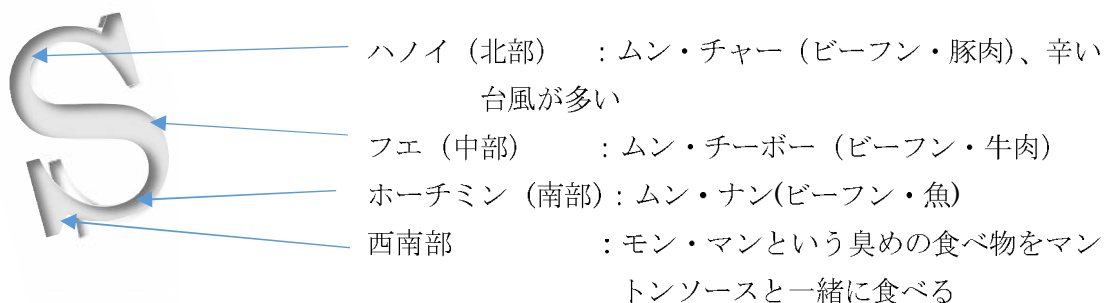 ハノイ（北部）　：ムン・チャー（ビーフン・豚肉）、辛い
台風が多い
フエ（中部）　：ムン・チーボー（ビーフン・牛肉）
ホーチミン（南部）：ムン・ナン(ビーフン・魚)
西南部　：モン・マンという臭めの食べ物をマン
トンソースと一緒に食べる